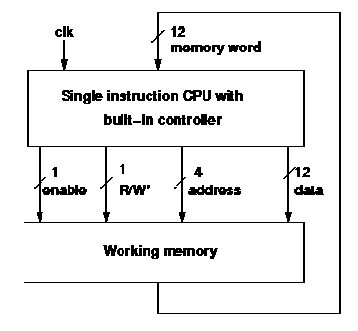 clk
12
memory word
Single instruction CPU with
built-in controller
1
enable
1
R/W'
4
address
12
data
Working memory